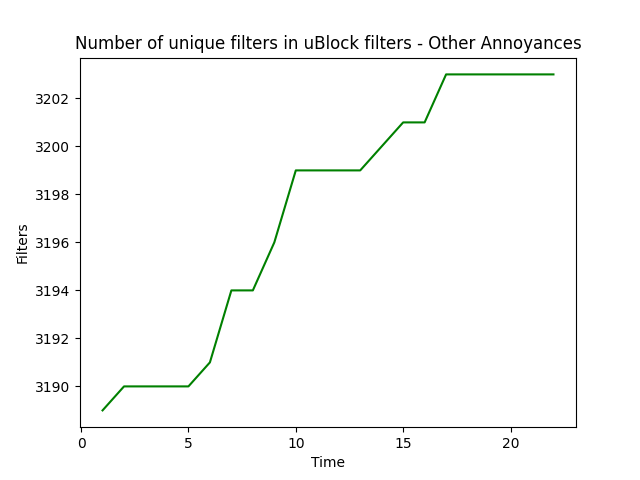 Number of unique filters in uBlock filters - Other Annoyances
3202
3200
3198
3196
3194
3192
3190
Filters
0 5 10 15 20
Time